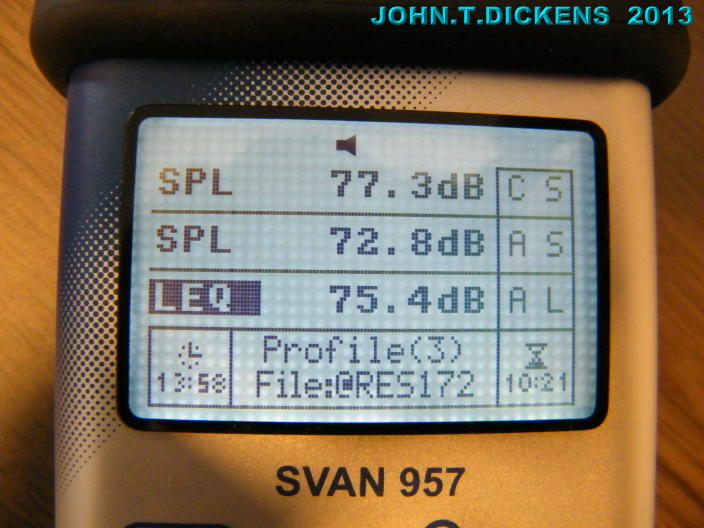 JOHN.T.DICKENS 2013
SPL 77.3dB C S
SPL 72.8dB A S
LEQ 75.4dB A L
Profile(3)
13:58 File:@RES172 10:21
SVAN 957